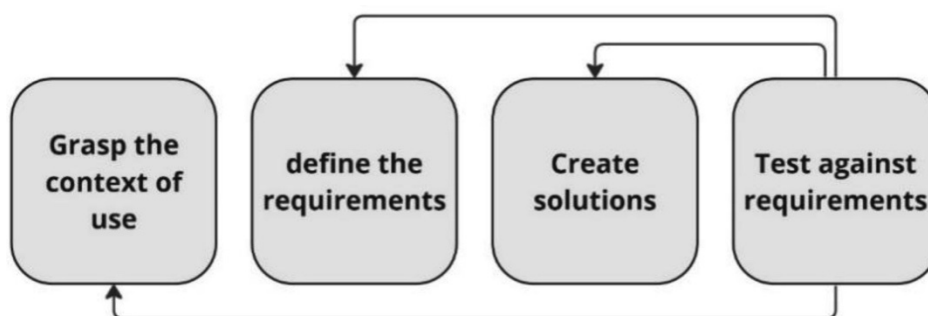 Grasp the
context of
use
define the
requirements
Create
solutions
Test against
requirements